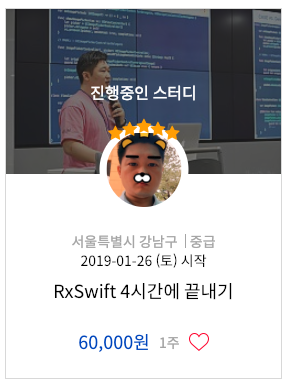 진행중인 스터디
서울특별시 강남구 | 중급
2019-01-26 (토) 시작
RxSwift 4시간에 끝내기
60,000원 1주